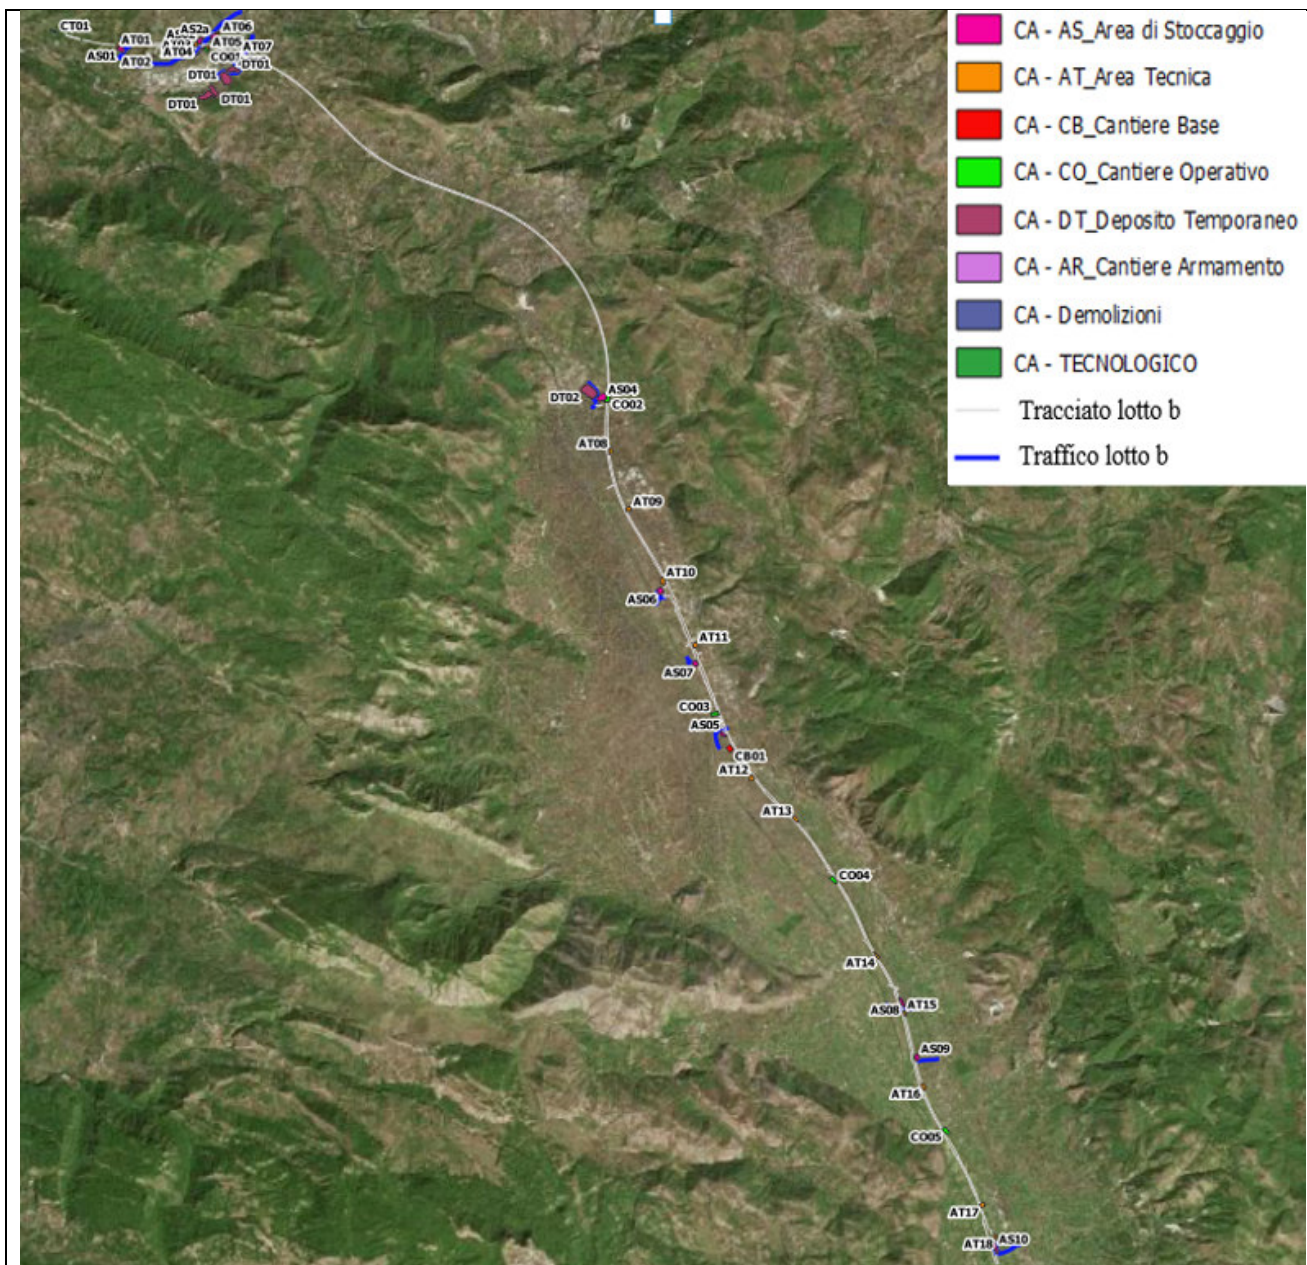 CT01
AT01
AS01
AT02
AS2a
AT04
AT05
AT06
AT07
CO01
DT01
DT01
DT01
DT01
CA - AS_Area di Stoccaggio
CA - AT_Area Tecnica
CA - CB_Cantiere Base
CA - CO_Cantiere Operativo
CA - DT_Deposito Temporaneo
CA - AR_Cantiere Armamento
CA - Demolizioni
CA - TECNOLOGICO
Tracciato lotto b
Traffico lotto b
DT02
AS04
CO02
AT08
AT09
AT10
AS06
AT11
AS07
CO03
AS05
CB01
AT12
AT13
CO04
AT14
AT15
AS08
AS09
AT16
CO05
AT17
AT18
AS10